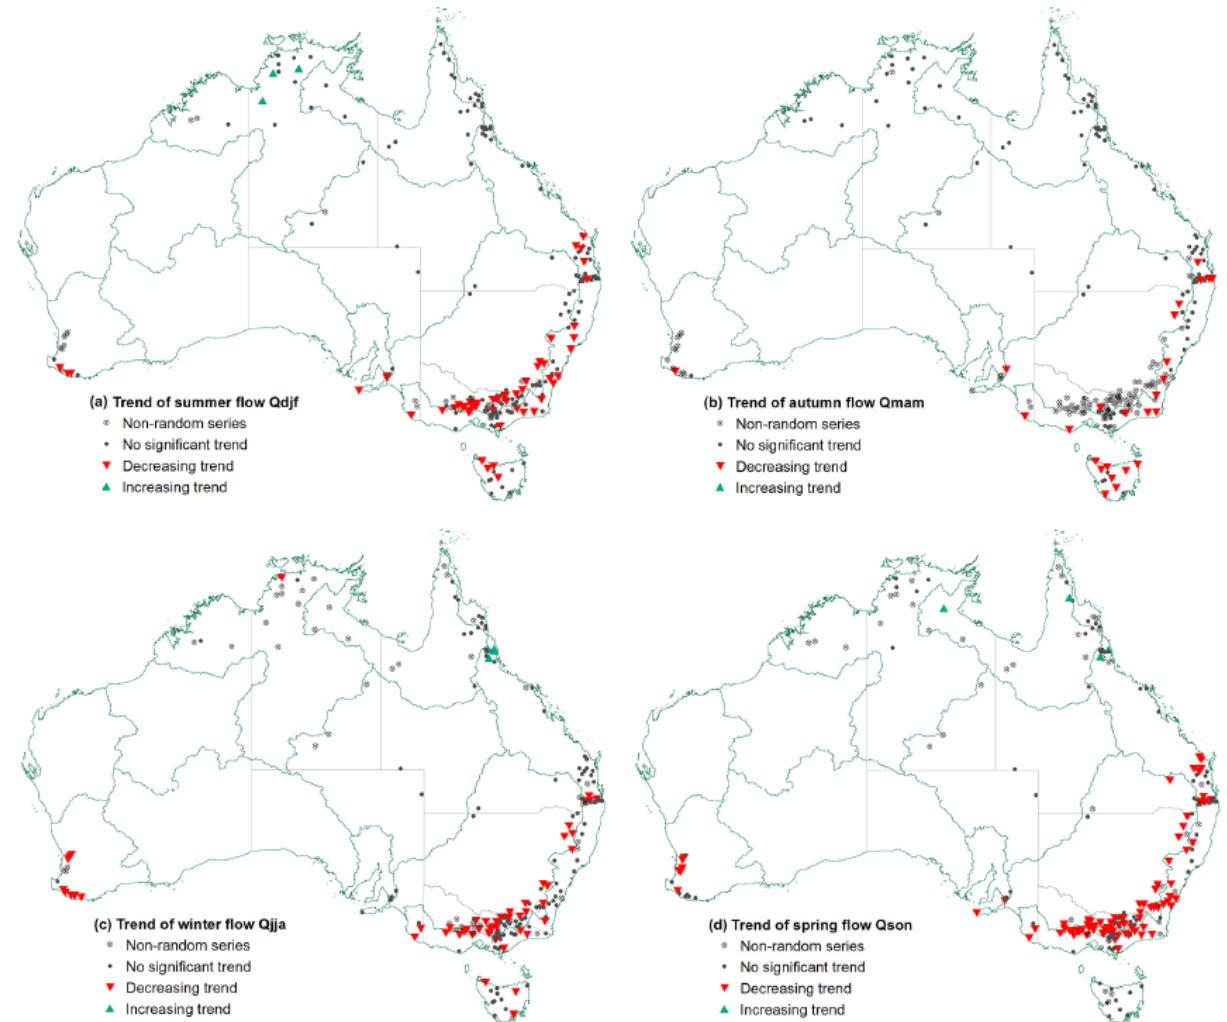 (a) Trend of summer flow Qdjf
Non-random series
No significant trend
Decreasing trend
Increasing trend
(b) Trend of autumn flow Qmam
Non-random series
No significant trend
Decreasing trend
Increasing trend
(c) Trend of winter flow Qjja
Non-random series
No significant trend
Decreasing trend
Increasing trend
(d) Trend of spring flow Qson
Non-random series
No significant trend
Decreasing trend
Increasing trend